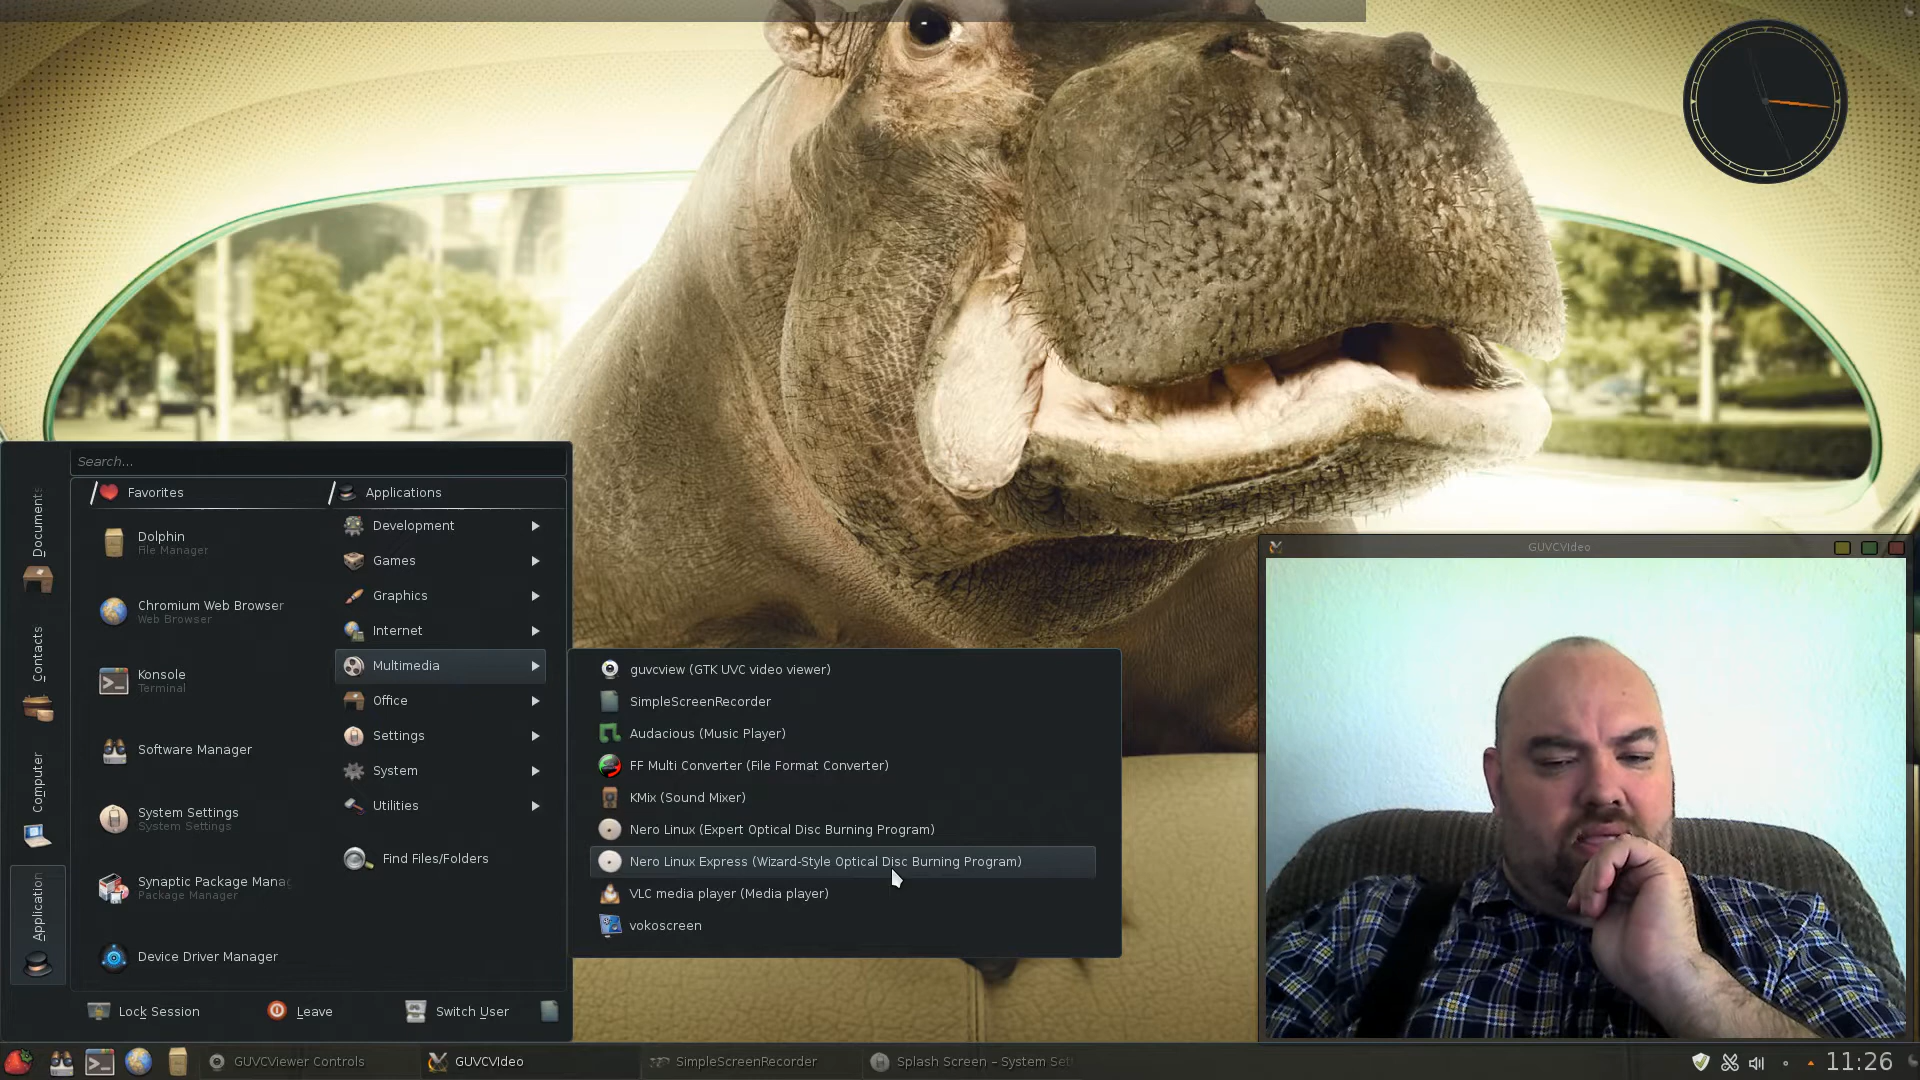 Search...
Favorites
Applications
Documents
Contacts
Computer
Application
Dolphin
File Manager
Chromium Web Browser
Web Browser
Konsole
Terminal
Software Manager
System Settings
System Settings
Synaptic Package Mana
Package Manager
Device Driver Manager
Development
Games
Graphics
Internet
Multimedia
Office
Settings
System
Utilities
Find Files/Folders
guvcview (GTK UVC video viewer)
SimpleScreenRecorder
Audacious (Music Player)
FF Multi Converter (File Format Converter)
KMix (Sound Mixer)
Nero Linux (Expert Optical Disc Burning Program)
Nero Linux Express (Wizard-Style Optical Disc Burning Program)
VLC media player (Media player)
vokoscreen
Lock Session
Leave
Switch User
GUVCVIdeo
GUVCViewer Controls
GUVCVIdeo
SimpleScreenRecorder
Splash Screen – System Sett
11:26